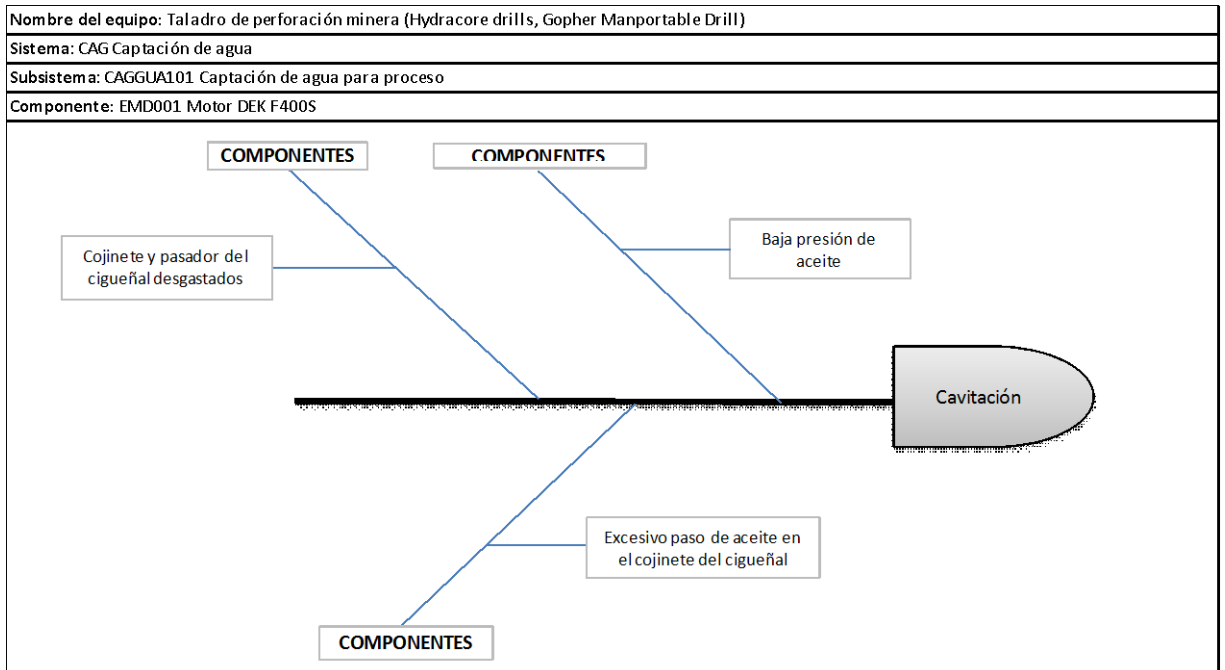 Nombre del equipo: Taladro de perforación minera (Hydracore drills, Gopher Manportable Drill)
Sistema: CAG Captación de agua
Subsistema: CAGGUA101 Captación de agua para proceso
Componente: EMD001 Motor DEK F400S
COMPONENTES
COMPONENTES
Baja presión de
aceite
Cojinete y pasador del
cigueñal desgastados
Cavitación
Excesivo paso de aceite en
el cojinete del cigueñal
COMPONENTES